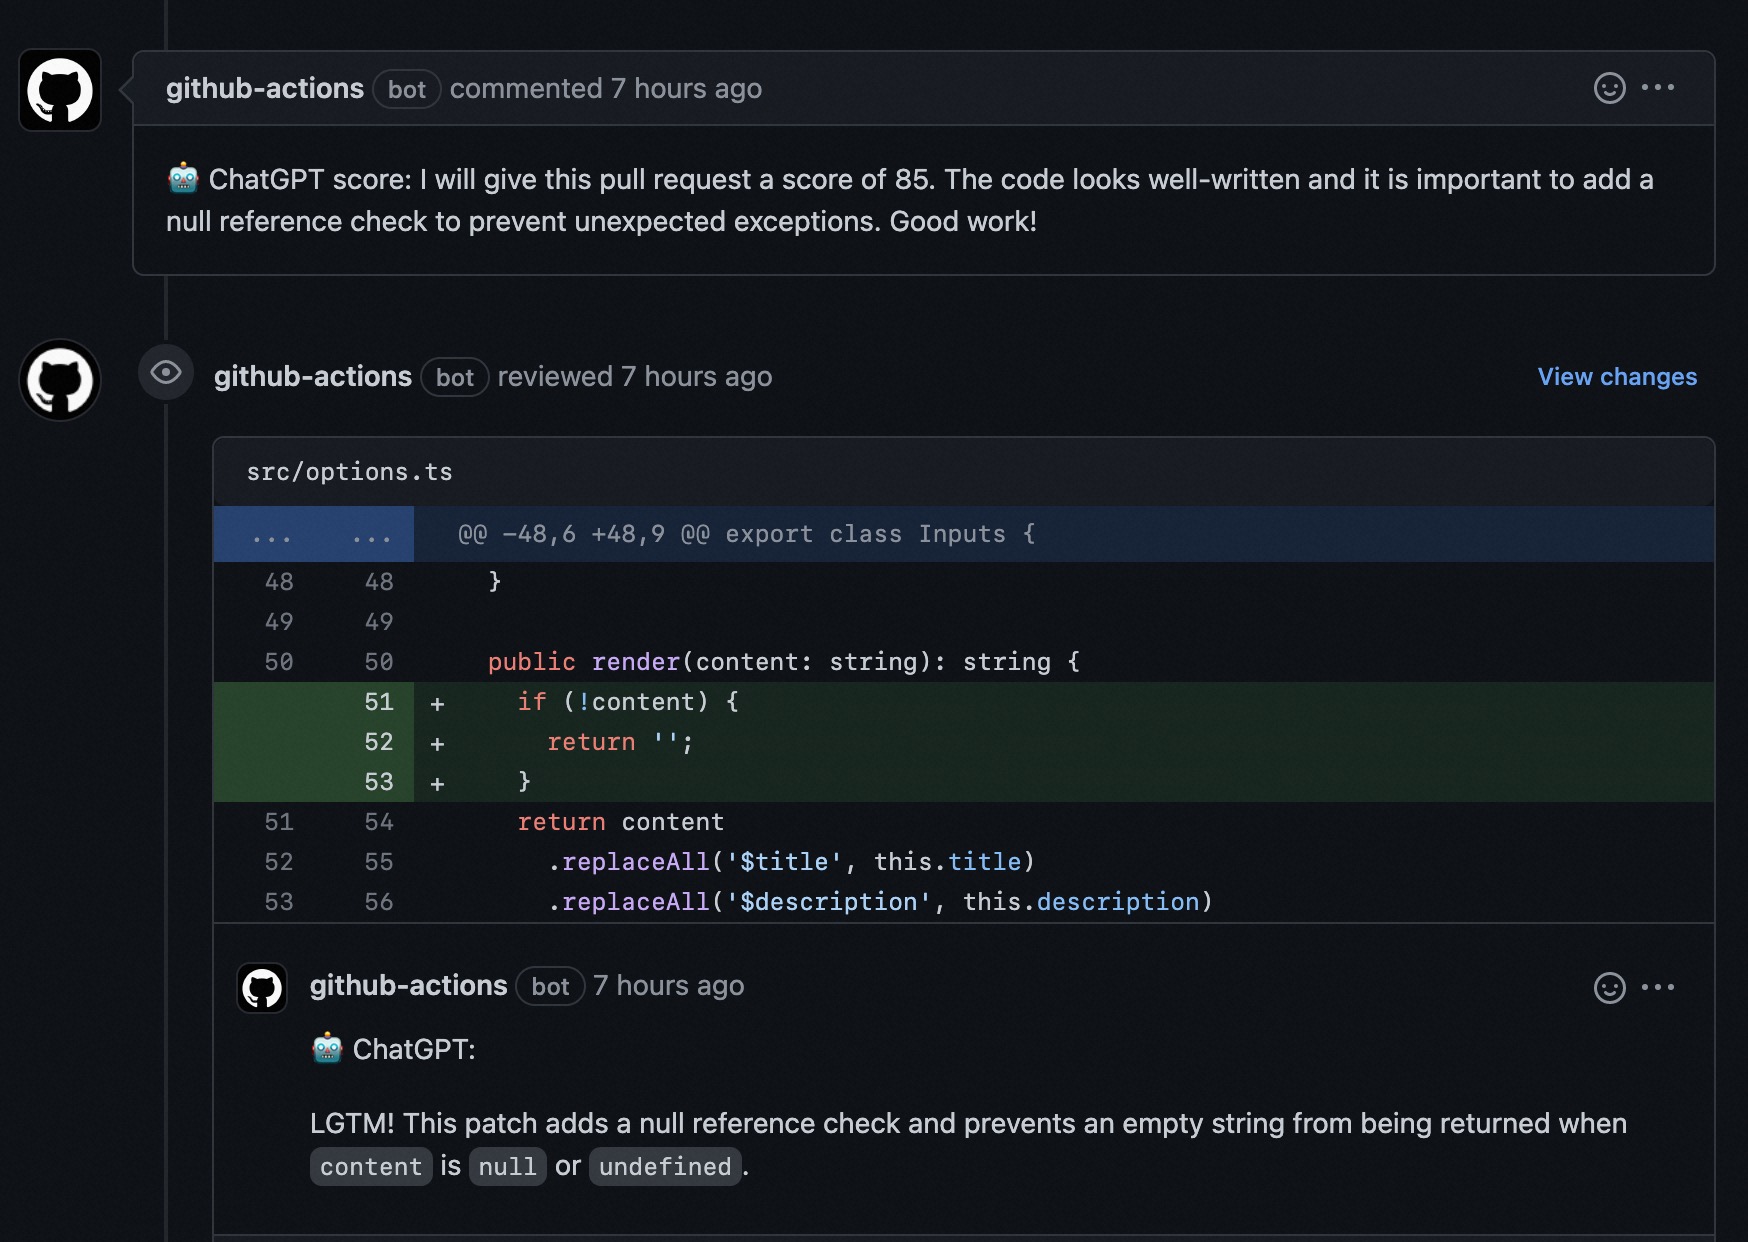 github-actions bot commented 7 hours ago
🤖 ChatGPT score: I will give this pull request a score of 85. The code looks well-written and it is important to add a
null reference check to prevent unexpected exceptions. Good work!
github-actions bot reviewed 7 hours ago View changes
src/options.ts
... ... @@ -48,6 +48,9 @@ export class Inputs {
48 48 }
49 49
50 50 public render(content: string): string {
51 + if (!content) {
52 + return '';
53 + }
51 54 return content
52 55 .replaceAll('$title', this.title)
53 56 .replaceAll('$description', this.description)
github-actions bot 7 hours ago
🤖 ChatGPT:
LGTM! This patch adds a null reference check and prevents an empty string from being returned when
content is null or undefined.